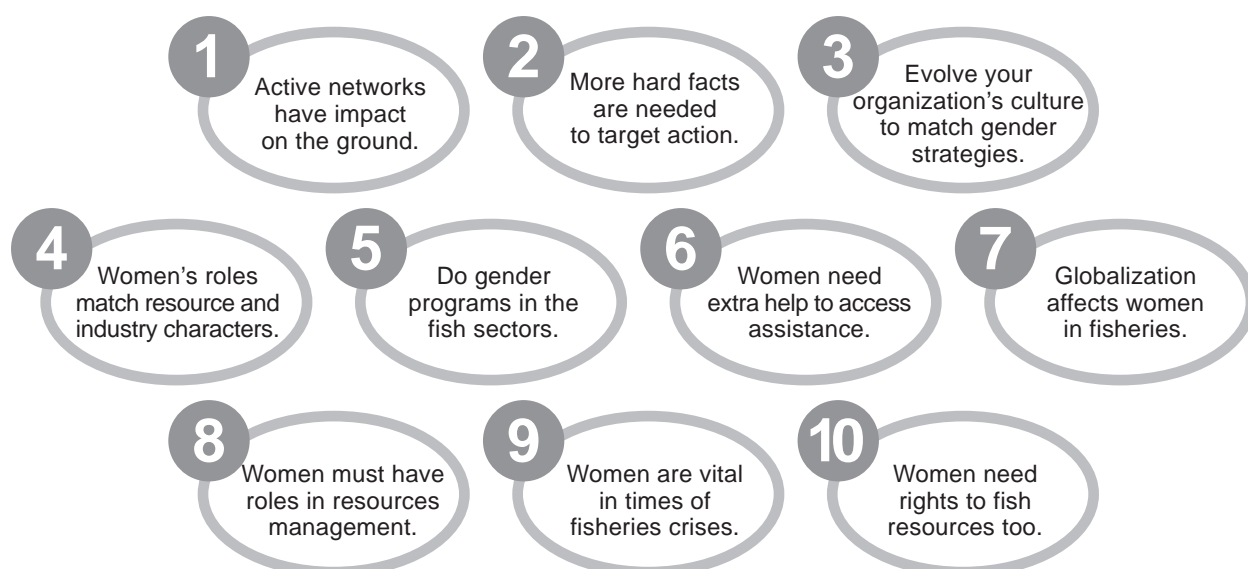 1
Active networks
have impact
on the ground.
2
More hard facts
are needed
to target action.
3
Evolve your
organization's culture
to match gender
strategies.
4
Women's roles
match resource and
industry characters.
5
Do gender
programs in the
fish sectors.
6
Women need
extra help to access
assistance.
7
Globalization
affects women
in fisheries.
8
Women must have
roles in resources
management.
9
Women are vital
in times of
fisheries crises.
10
Women need
rights to fish
resources too.